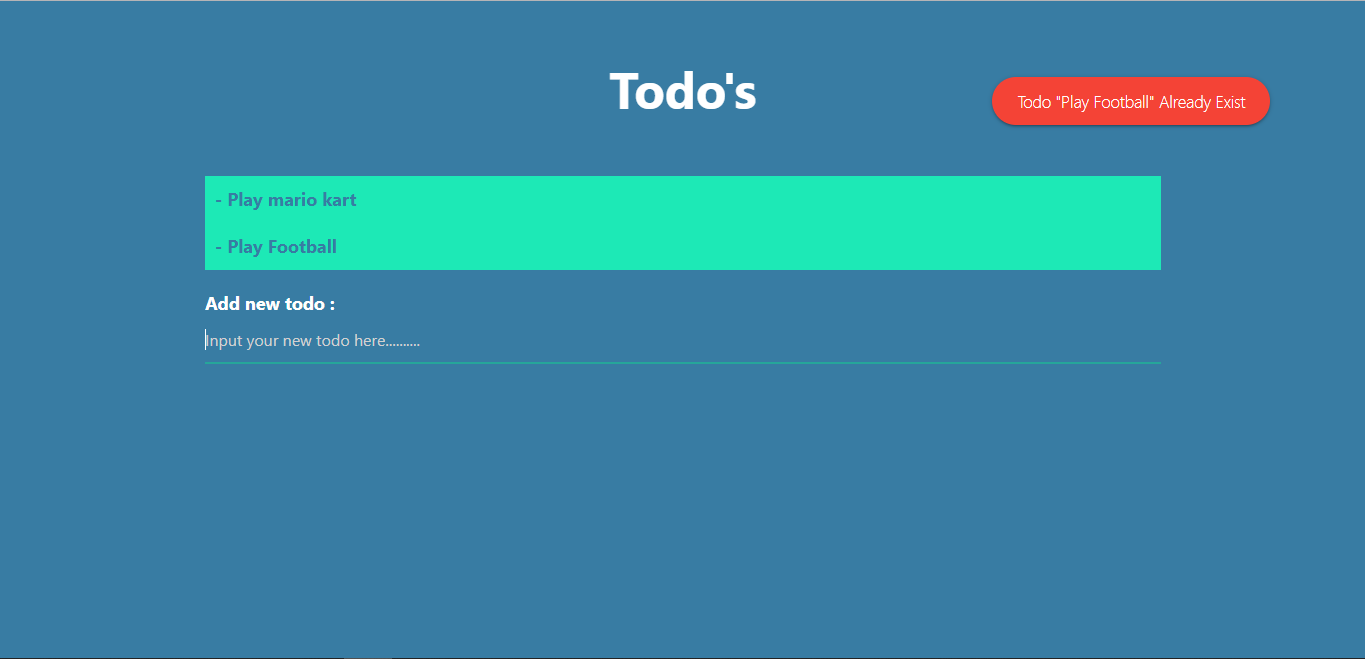 Todo's
Todo "Play Football" Already Exist
- Play mario kart
- Play Football
Add new todo :
Input your new todo here..........